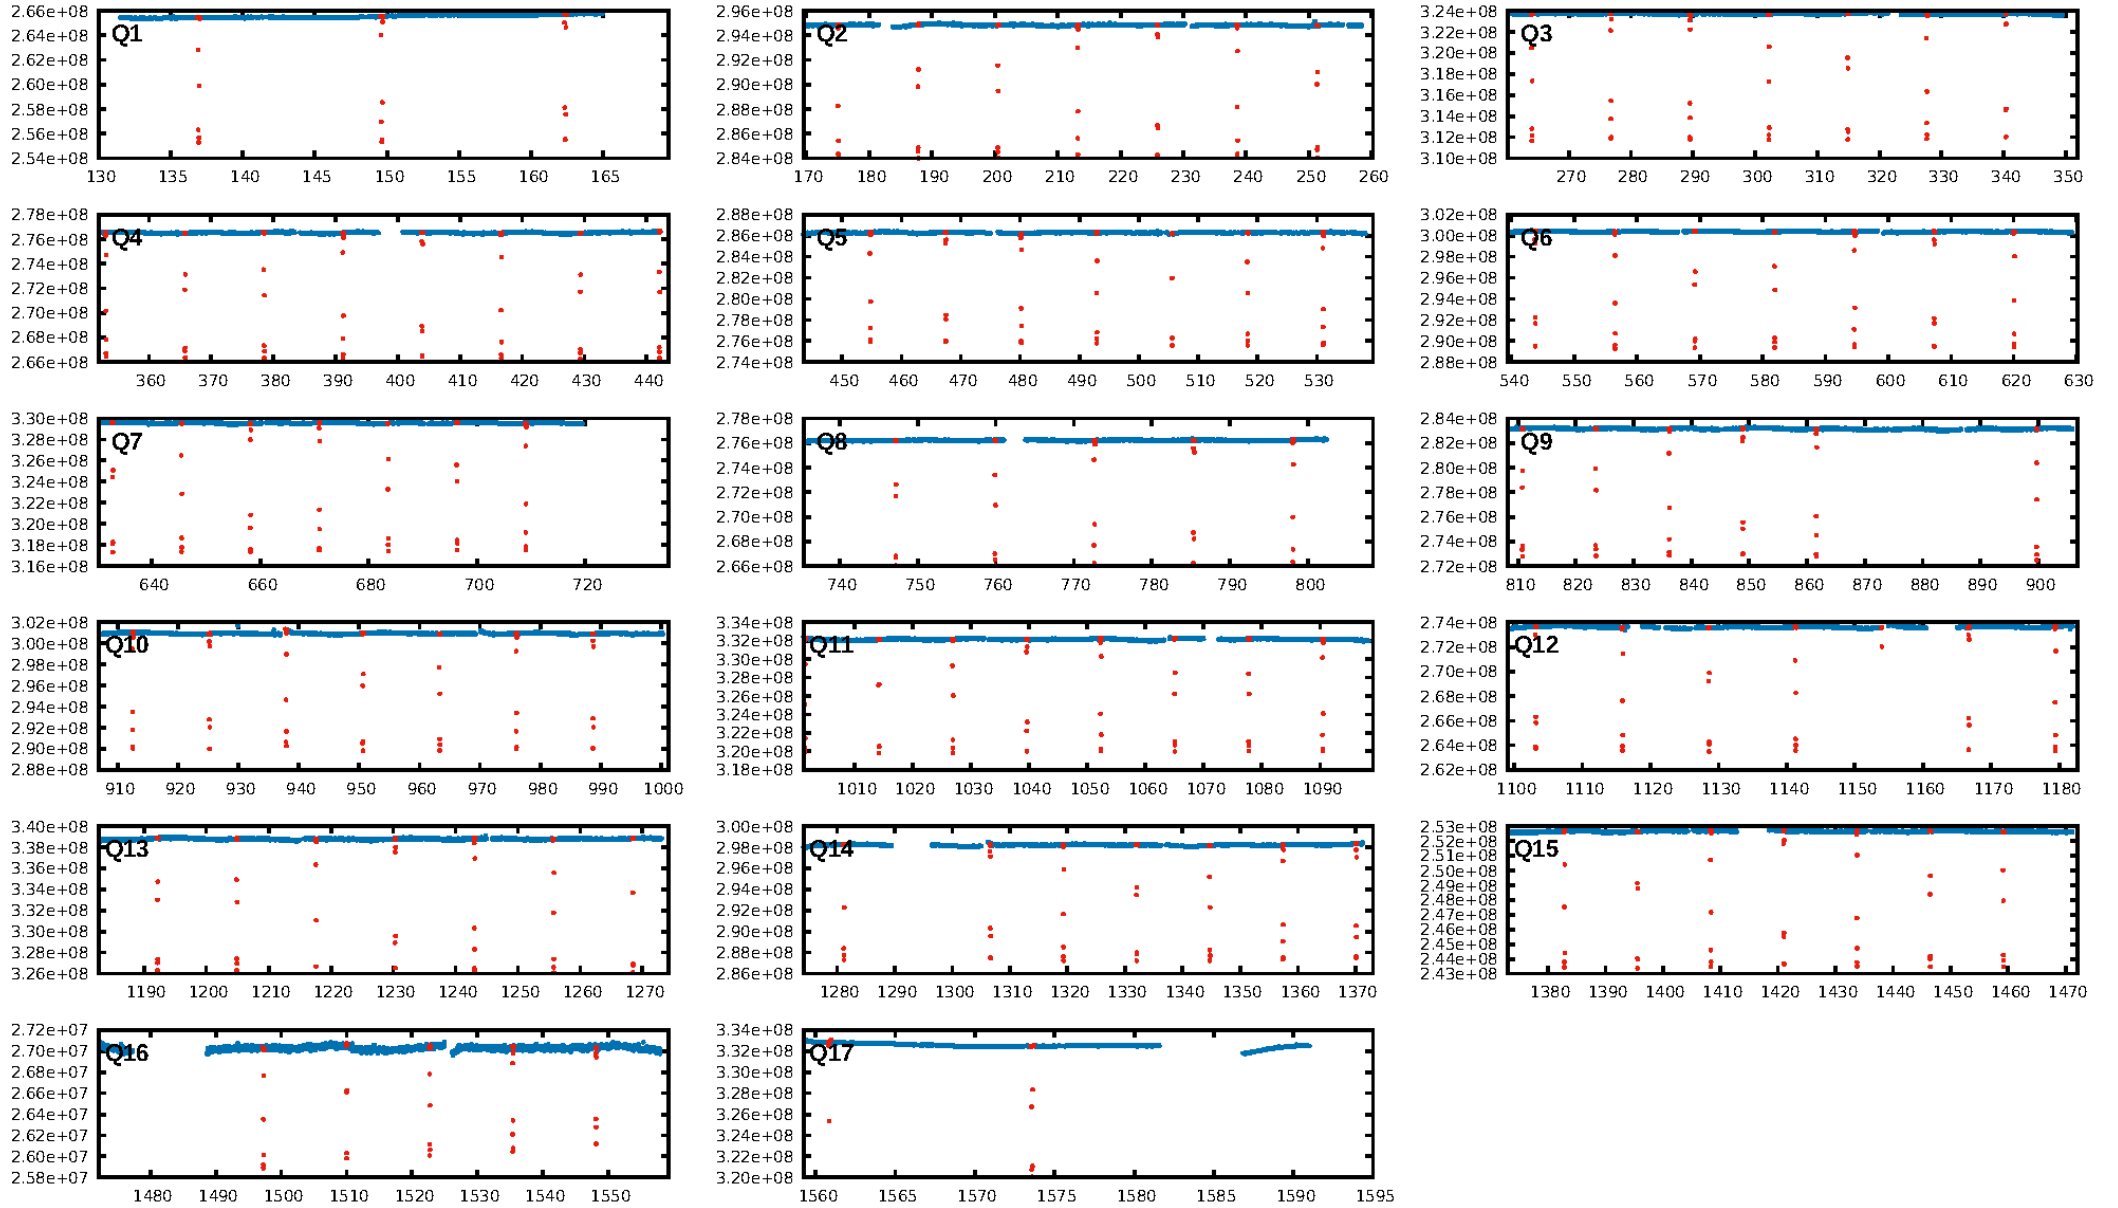 2.66e+08
2.64e+08
2.62e+08
2.60e+08
2.58e+08
2.56e+08
2.54e+08
Q1
130 135 140 145 150 155 160 165
2.96e+08
2.94e+08
2.92e+08
2.90e+08
2.88e+08
2.86e+08
2.84e+08
Q2
170 180 190 200 210 220 230 240 250 260
3.24e+08
3.22e+08
3.20e+08
3.18e+08
3.16e+08
3.14e+08
3.12e+08
3.10e+08
Q3
270 280 290 300 310 320 330 340 350
2.78e+08
2.76e+08
2.74e+08
2.72e+08
2.70e+08
2.68e+08
2.66e+08
Q4
360 370 380 390 400 410 420 430 440
2.88e+08
2.86e+08
2.84e+08
2.82e+08
2.80e+08
2.78e+08
2.76e+08
2.74e+08
Q5
450 460 470 480 490 500 510 520 530
3.02e+08
3.00e+08
2.98e+08
2.96e+08
2.94e+08
2.92e+08
2.90e+08
2.88e+08
Q6
540 550 560 570 580 590 600 610 620 630
3.30e+08
3.28e+08
3.26e+08
3.24e+08
3.22e+08
3.20e+08
3.18e+08
3.16e+08
Q7
640 660 680 700 720
2.78e+08
2.76e+08
2.74e+08
2.72e+08
2.70e+08
2.68e+08
2.66e+08
Q8
740 750 760 770 780 790 800
2.84e+08
2.82e+08
2.80e+08
2.78e+08
2.76e+08
2.74e+08
2.72e+08
Q9
810 820 830 840 850 860 870 880 890 900
3.02e+08
3.00e+08
2.98e+08
2.96e+08
2.94e+08
2.92e+08
2.90e+08
2.88e+08
Q10
910 920 930 940 950 960 970 980 990 1000
3.34e+08
3.32e+08
3.30e+08
3.28e+08
3.26e+08
3.24e+08
3.22e+08
3.20e+08
3.18e+08
Q11
1010 1020 1030 1040 1050 1060 1070 1080 1090
2.74e+08
2.72e+08
2.70e+08
2.68e+08
2.66e+08
2.64e+08
2.62e+08
Q12
1100 1110 1120 1130 1140 1150 1160 1170 1180
3.40e+08
3.38e+08
3.36e+08
3.34e+08
3.32e+08
3.30e+08
3.28e+08
3.26e+08
Q13
1190 1200 1210 1220 1230 1240 1250 1260 1270
3.00e+08
2.98e+08
2.96e+08
2.94e+08
2.92e+08
2.90e+08
2.88e+08
2.86e+08
Q14
1280 1290 1300 1310 1320 1330 1340 1350 1360 1370
2.53e+08
2.52e+08
2.51e+08
2.50e+08
2.49e+08
2.48e+08
2.47e+08
2.46e+08
2.45e+08
2.44e+08
2.43e+08
Q15
1380 1390 1400 1410 1420 1430 1440 1450 1460 1470
2.72e+07
2.70e+07
2.68e+07
2.66e+07
2.64e+07
2.62e+07
2.60e+07
2.58e+07
Q16
1480 1490 1500 1510 1520 1530 1540 1550
3.34e+08
3.32e+08
3.30e+08
3.28e+08
3.26e+08
3.24e+08
3.22e+08
3.20e+08
Q17
1560 1565 1570 1575 1580 1585 1590 1595